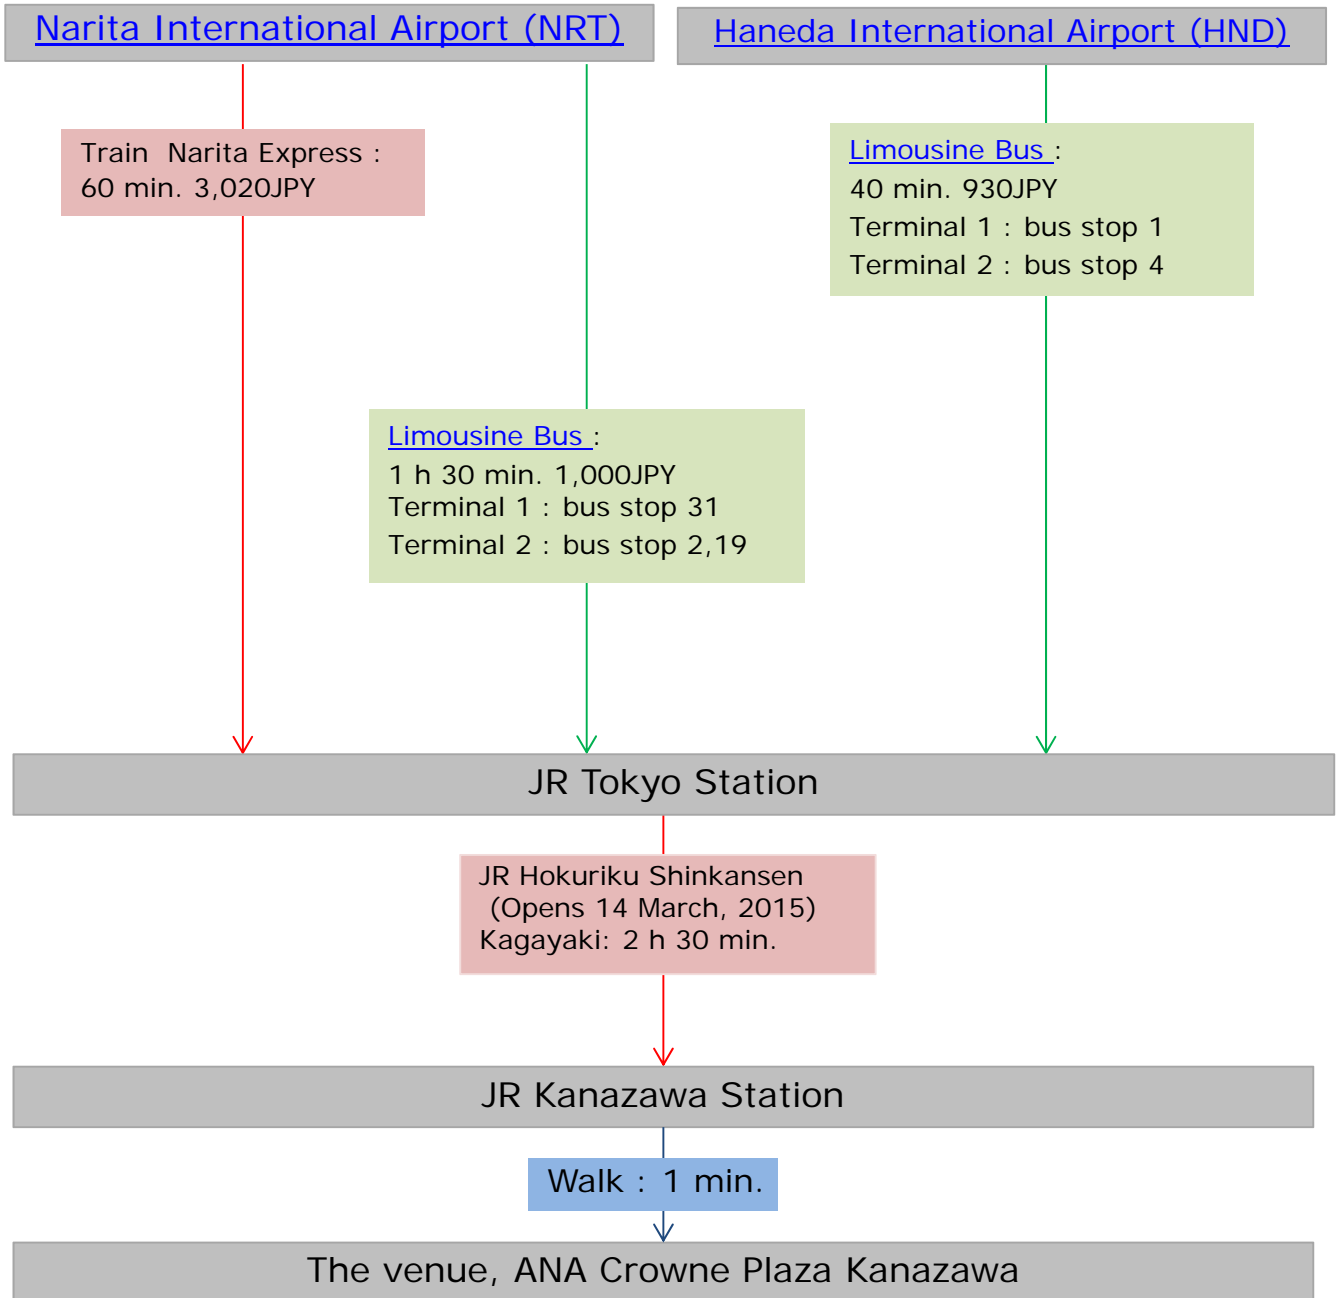 Narita International Airport (NRT)
Haneda International Airport (HND)
Train  Narita Express :
60 min. 3,020JPY
Limousine Bus :
40 min. 930JPY
Terminal 1 : bus stop 1
Terminal 2 : bus stop 4
Limousine Bus :
1 h 30 min. 1,000JPY
Terminal 1 : bus stop 31
Terminal 2 : bus stop 2,19
JR Tokyo Station
JR Hokuriku Shinkansen
(Opens 14 March, 2015)
Kagayaki: 2 h 30 min.
JR Kanazawa Station
Walk : 1 min.
The venue, ANA Crowne Plaza Kanazawa